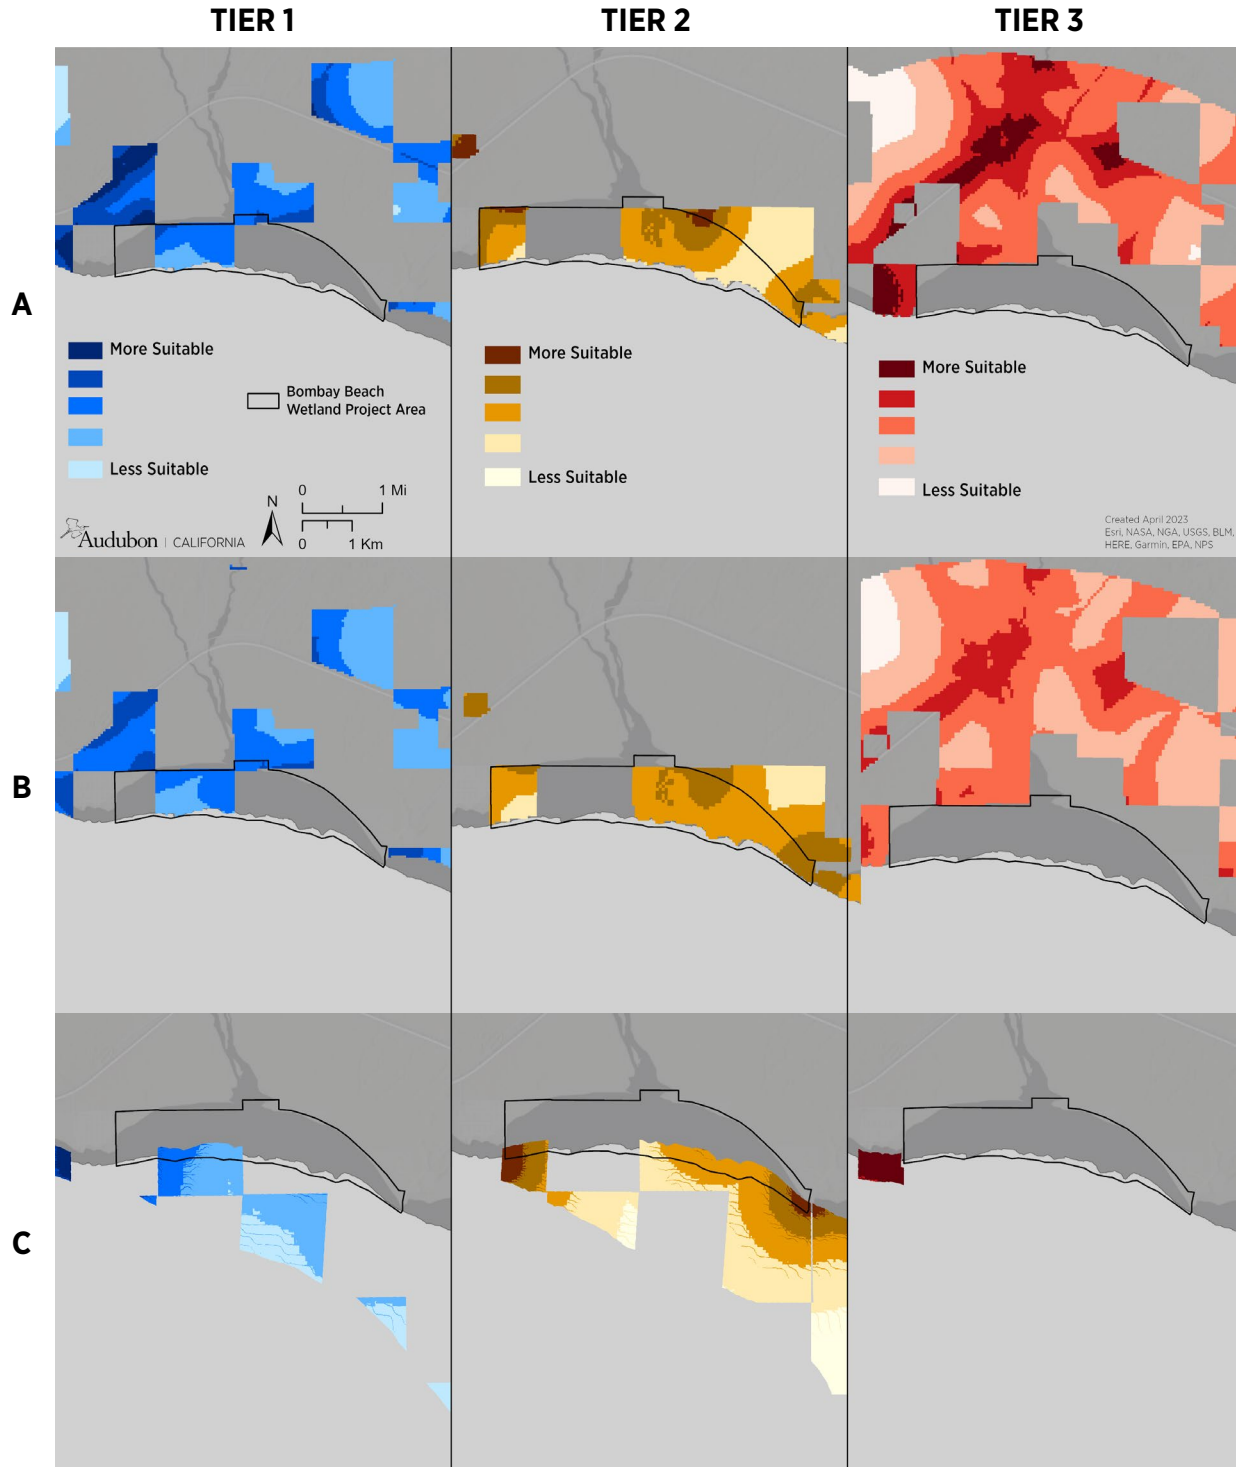 TIER 1
TIER 2
TIER 3
A
More Suitable
Less Suitable
Bombay Beach
Wetland Project Area
N
0 1 Mi
0 1 Km
Audubon | CALIFORNIA
More Suitable
Less Suitable
More Suitable
Less Suitable
Created April 2023
Esri, NASA, NGA, USGS, BLM,
HERE, Garmin, EPA, NPS
B
C